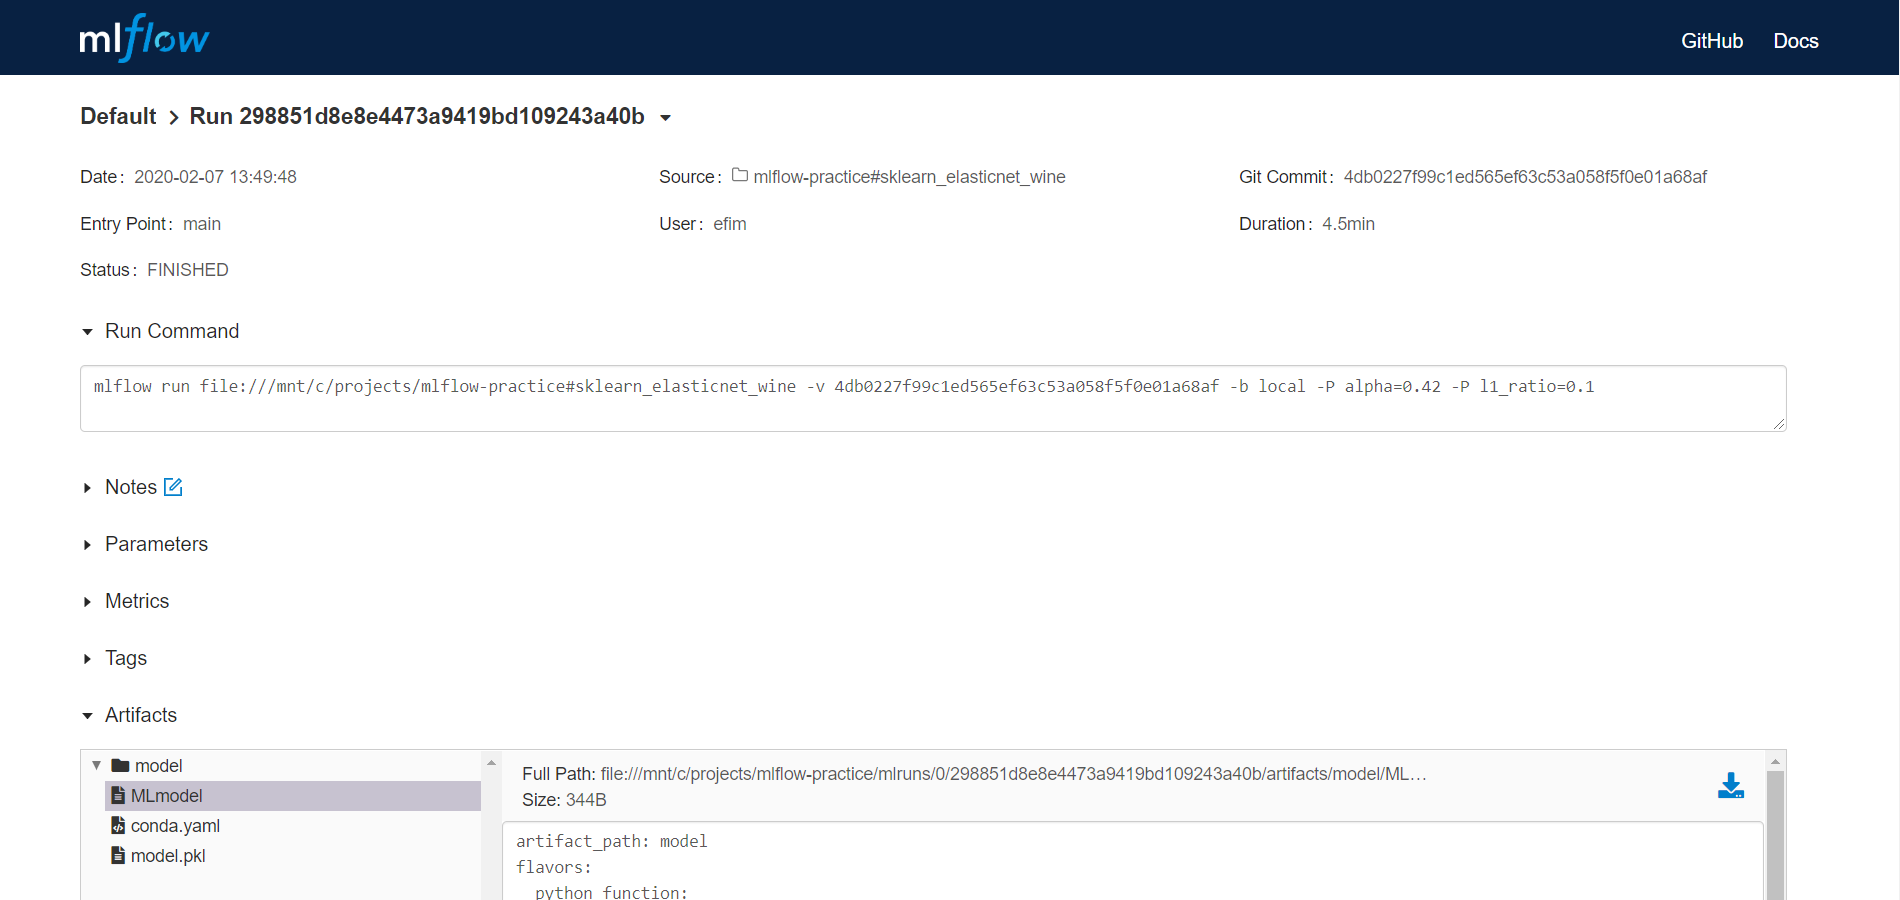 mlflow
GitHub Docs
Default > Run 298851d8e8e4473a9419bd109243a40b
Date: 2020-02-07 13:49:48
Source: mlflow-practice#sklearn_elasticnet_wine
Git Commit: 4db0227f99c1ed565ef63c53a058f5f0e01a68af
Entry Point: main
User: efim
Duration: 4.5min
Status: FINISHED
Run Command
mlflow run file:///mnt/c/projects/mlflow-practice#sklearn_elasticnet_wine -v 4db0227f99c1ed565ef63c53a058f5f0e01a68af -b local -P alpha=0.42 -P l1_ratio=0.1
Notes
Parameters
Metrics
Tags
Artifacts
model
MLmodel
conda.yaml
model.pkl
Full Path: file:///mnt/c/projects/mlflow-practice/mlruns/0/298851d8e8e4473a9419bd109243a40b/artifacts/model/ML…
Size: 344B
artifact_path: model
flavors:
python_function: